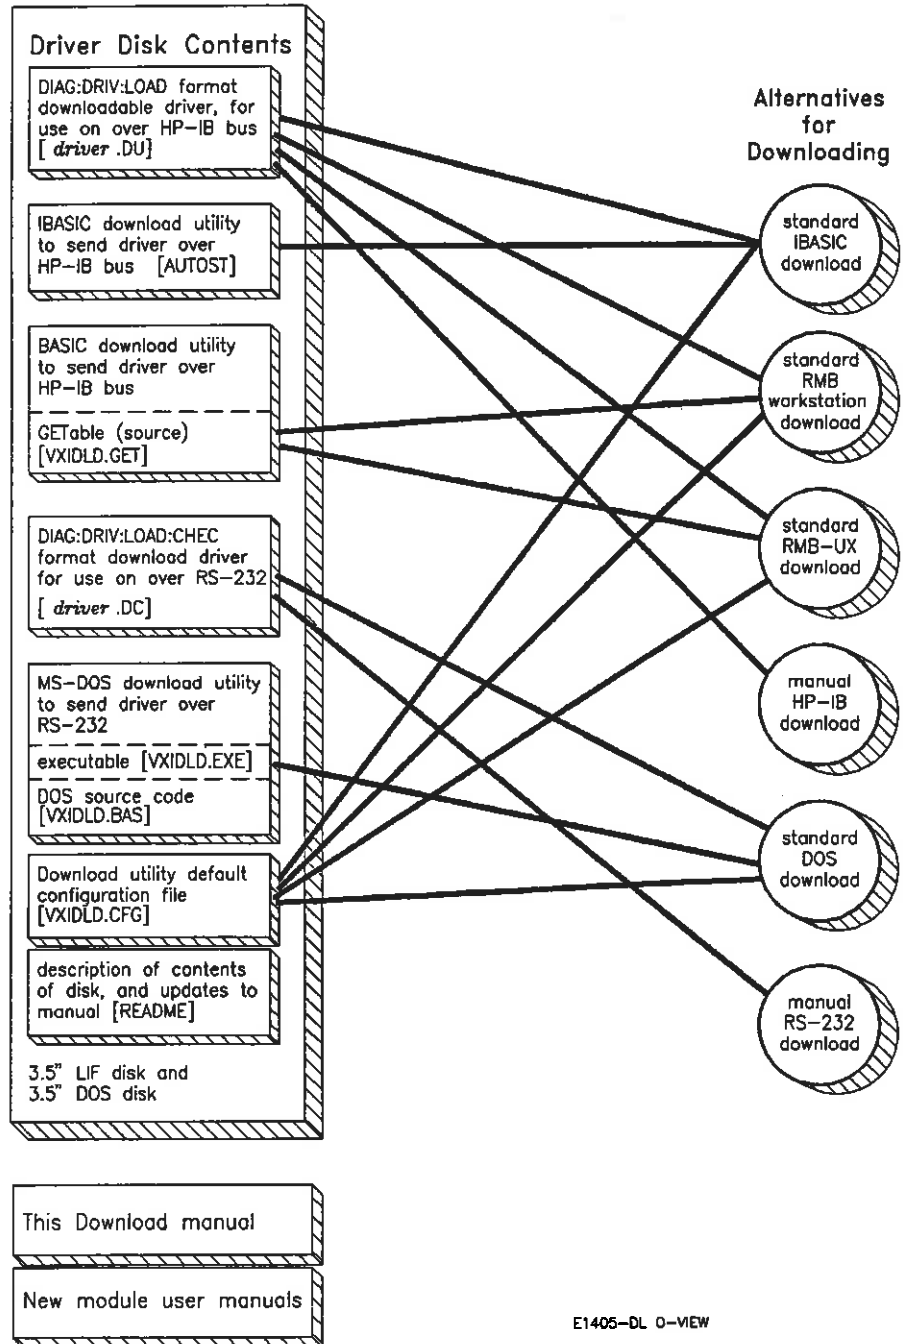 Driver Disk Contents
DIAG:DRIV:LOAD format
downloadable driver, for
use on over HP-IB bus
[ driver .DU]
IBASIC download utility
to send driver over
HP-IB bus [AUTOST]
BASIC download utility
to send driver over
HP-IB bus
GETable (source)
[VXIDLD.GET]
DIAG:DRIV:LOAD:CHEC
format download driver
for use on over RS-232
[ driver .DC]
MS-DOS download utility
to send driver over
RS-232
executable [VXIDLD.EXE]
DOS source code
[VXIDLD.BAS]
Download utility default
configuration file
[VXIDLD.CFG]
description of contents
of disk, and updates to
manual [README]
3.5" LIF disk and
3.5" DOS disk
This Download manual
New module user manuals
Alternatives
for
Downloading
standard
IBASIC
download
standard
RMB
workstation
download
standard
RMB-UX
download
manual
HP-IB
download
standard
DOS
download
manual
RS-232
download
E1405-DL O-VIEW